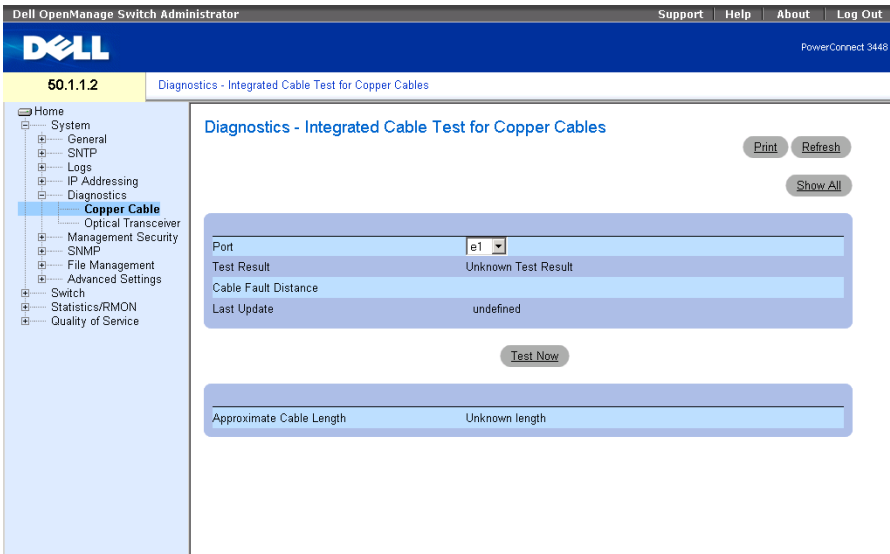 Dell OpenManage Switch Administrator Support Help About Log Out
DELL
PowerConnect 3448
50.1.1.2 Diagnostics - Integrated Cable Test for Copper Cables
Home
System
General
SNTP
Logs
IP Addressing
Diagnostics
Copper Cable
Optical Transceiver
Management Security
SNMP
File Management
Advanced Settings
Switch
Statistics/RMON
Quality of Service
Diagnostics - Integrated Cable Test for Copper Cables
Print Refresh
Show All
Port e1
Test Result Unknown Test Result
Cable Fault Distance
Last Update undefined
Test Now
Approximate Cable Length Unknown length